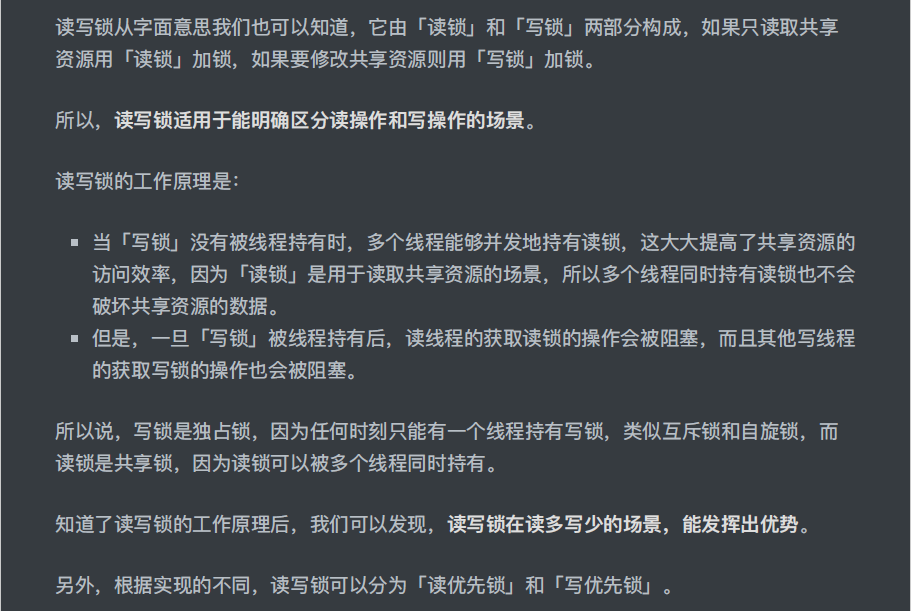 读写锁从字面意思我们也可以知道，它由「读锁」和「写锁」两部分构成，如果只读取共享
资源用「读锁」加锁，如果要修改共享资源则用「写锁」加锁。
所以，读写锁适用于能明确区分读操作和写操作的场景。
读写锁的工作原理是：
▪ 当「写锁」没有被线程持有时，多个线程能够并发地持有读锁，这大大提高了共享资源的
访问效率，因为「读锁」是用于读取共享资源的场景，所以多个线程同时持有读锁也不会
破坏共享资源的数据。
▪ 但是，一旦「写锁」被线程持有后，读线程的获取读锁的操作会被阻塞，而且其他写线程
的获取写锁的操作也会被阻塞。
所以说，写锁是独占锁，因为任何时刻只能有一个线程持有写锁，类似互斥锁和自旋锁，而
读锁是共享锁，因为读锁可以被多个线程同时持有。
知道了读写锁的工作原理后，我们可以发现，读写锁在读多写少的场景，能发挥出优势。
另外，根据实现的不同，读写锁可以分为「读优先锁」和「写优先锁」。